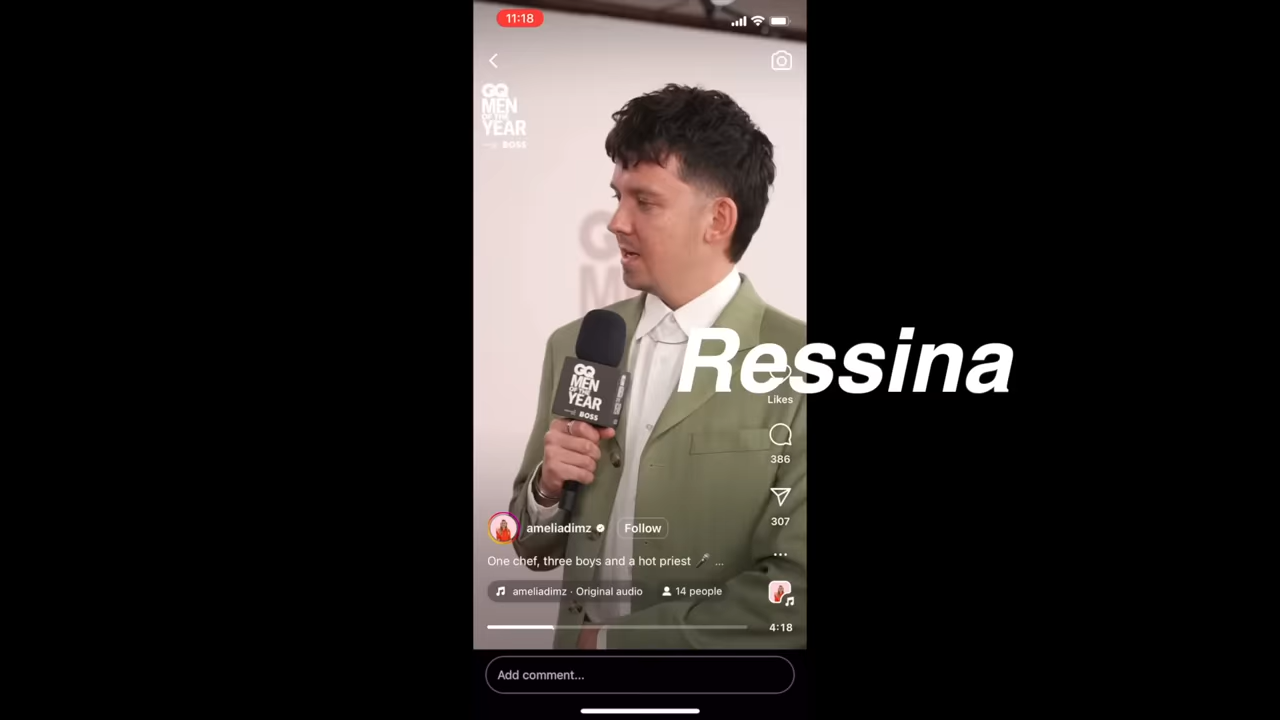 11:18
GQ
MEN
OF THE
YEAR
BOSS
GQ
MEN
OF THE
YEAR
BOSS
Ressina
Likes
386
307
ameliadimz
Follow
One chef, three boys and a hot priest 🎤 ...
ameliadimz · Original audio
14 people
4:18
Add comment...